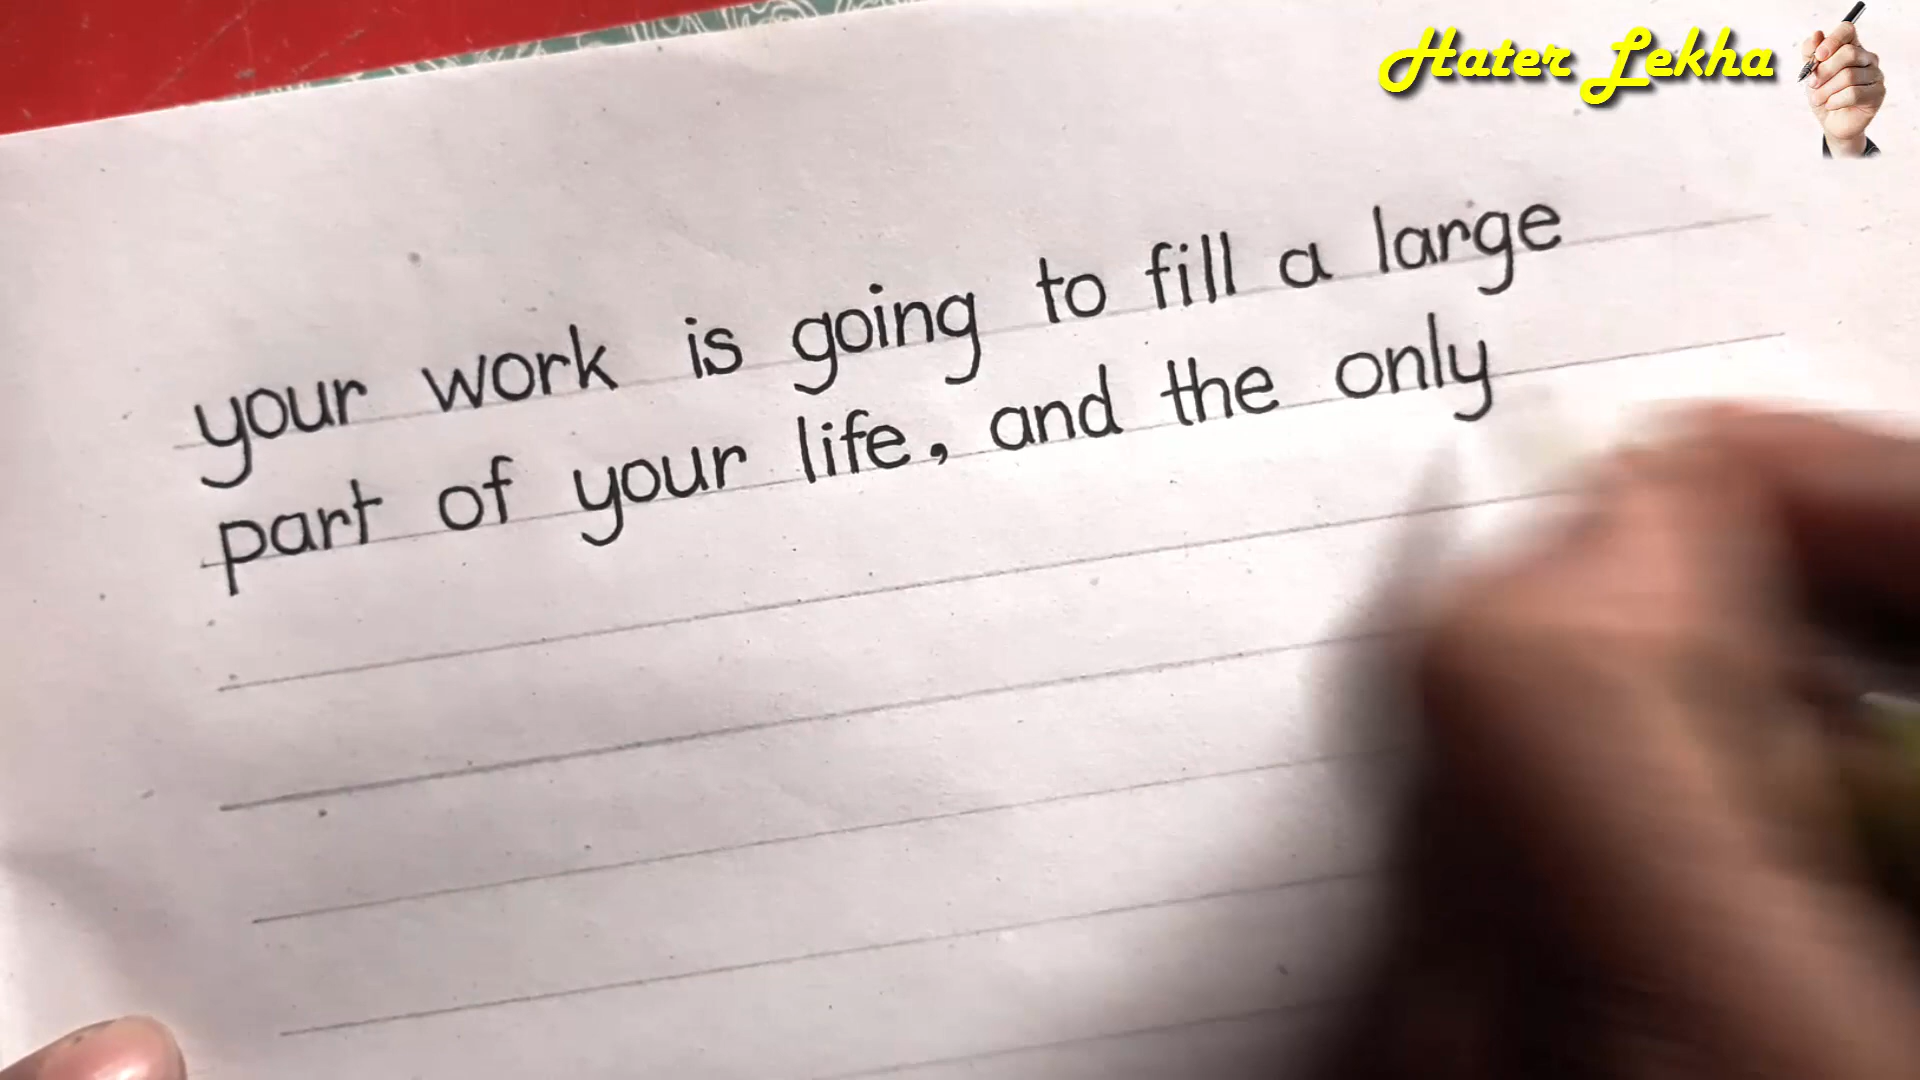 Hater Lekha
your work is going to fill a large
part of your life, and the only